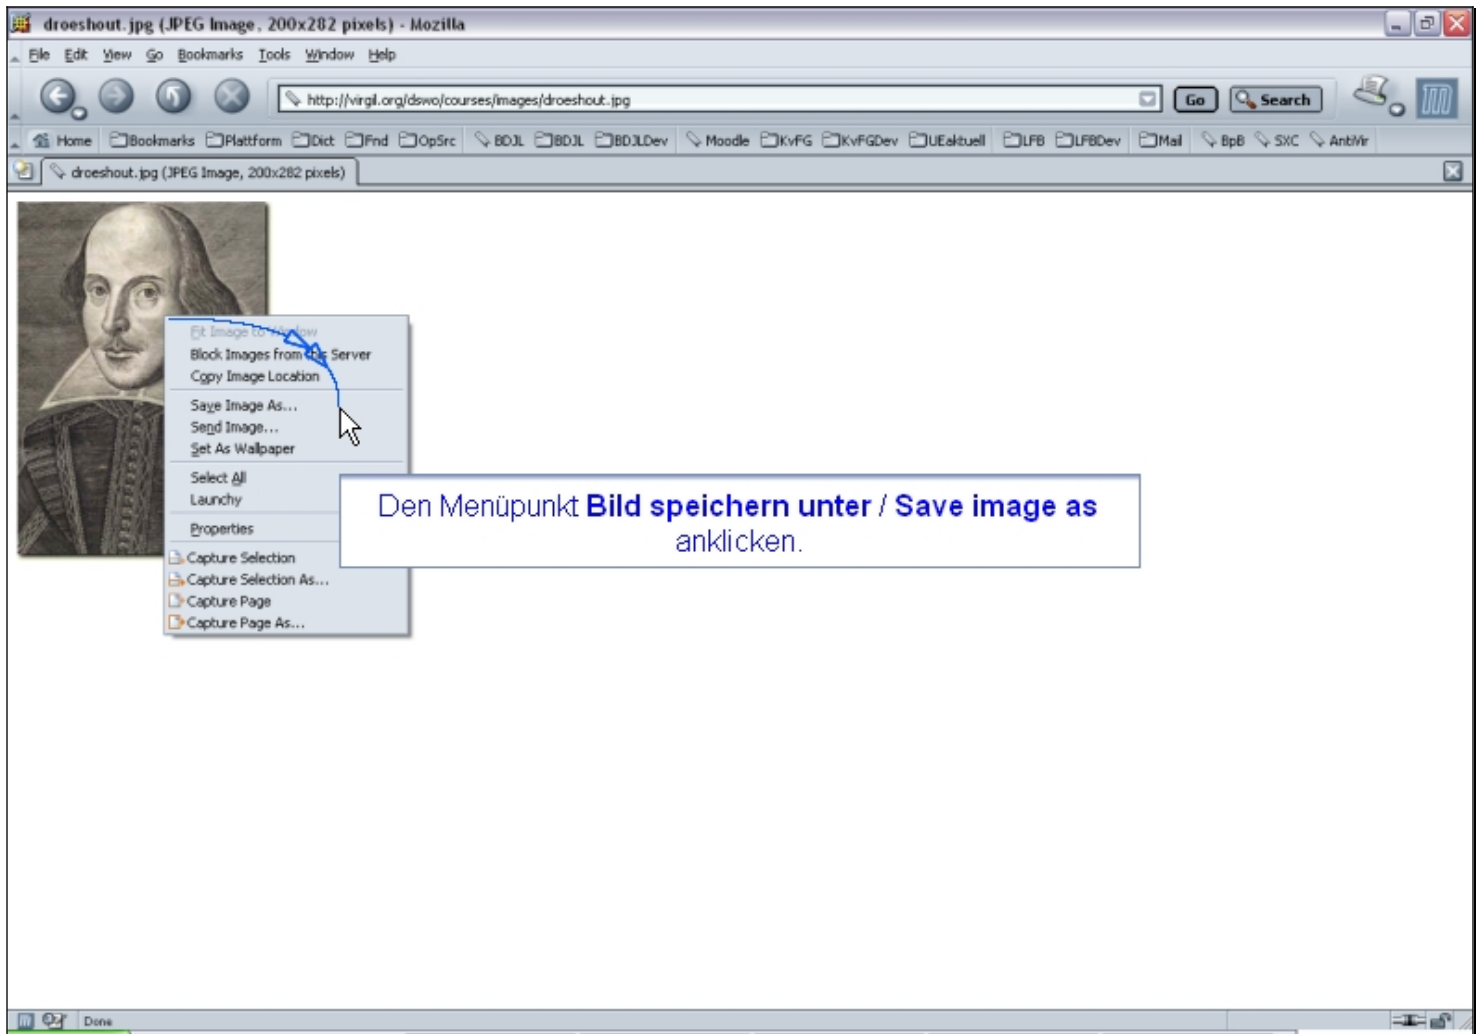 droeshout.jpg (JPEG Image, 200x282 pixels) - Mozilla
File Edit View Go Bookmarks Tools Window Help
http://virgil.org/dswo/courses/images/droeshout.jpg Go Search
Home Bookmarks Plattform Dict Fnd OpSrc BDJL BDJL BDJLDev Moodle KvFG KvFGDev UEaktuell LFB LFBDev Mail BpB SXC AntiVir
droeshout.jpg (JPEG Image, 200x282 pixels)
Fit Image to Window
Block Images from this Server
Copy Image Location
Save Image As...
Send Image...
Set As Wallpaper
Select All
Launchy
Properties
Capture Selection
Capture Selection As...
Capture Page
Capture Page As...
Den Menüpunkt Bild speichern unter / Save image as
anklicken.
Done